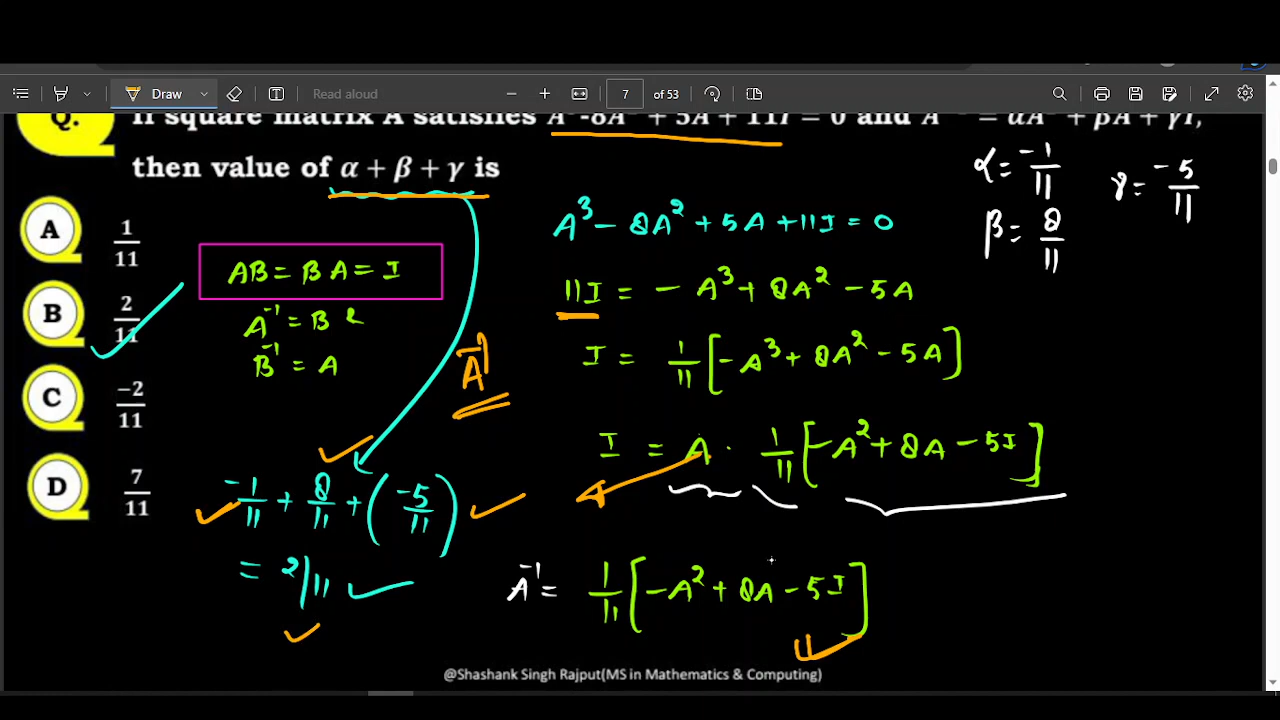 Draw
Read aloud
7 of 53
Q.
If square matrix A satisfies A³-8A² + 5A + 11I = 0 and A⁻¹ = αA² + βA + γI,
then value of α + β + γ is
α = -1/11
γ = -5/11
β = 8/11
A 1/11
B 2/11
C -2/11
D 7/11
AB = BA = I
A⁻¹ = B &
B⁻¹ = A
A⁻¹
A³ - 8A² + 5A + 11I = 0
11I = - A³ + 8A² - 5A
I = 1/11 [-A³ + 8A² - 5A]
I = A · 1/11 [-A² + 8A - 5I]
-1/11 + 8/11 + (-5/11)
= 2/11
A⁻¹ = 1/11 [-A² + 8A - 5I]
@Shashank Singh Rajput(MS in Mathematics & Computing)